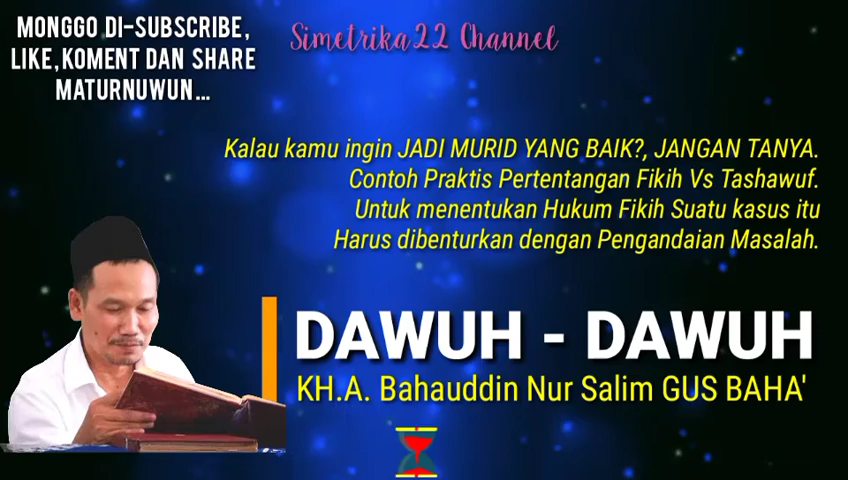 MONGGO DI-SUBSCRIBE,
LIKE,KOMENT DAN SHARE
MATURNUWUN...
Simetrika22 Channel
Kalau kamu ingin JADI MURID YANG BAIK?, JANGAN TANYA.
Contoh Praktis Pertentangan Fikih Vs Tashawuf.
Untuk menentukan Hukum Fikih Suatu kasus itu
Harus dibenturkan dengan Pengandaian Masalah.
DAWUH - DAWUH
KH.A. Bahauddin Nur Salim GUS BAHA'